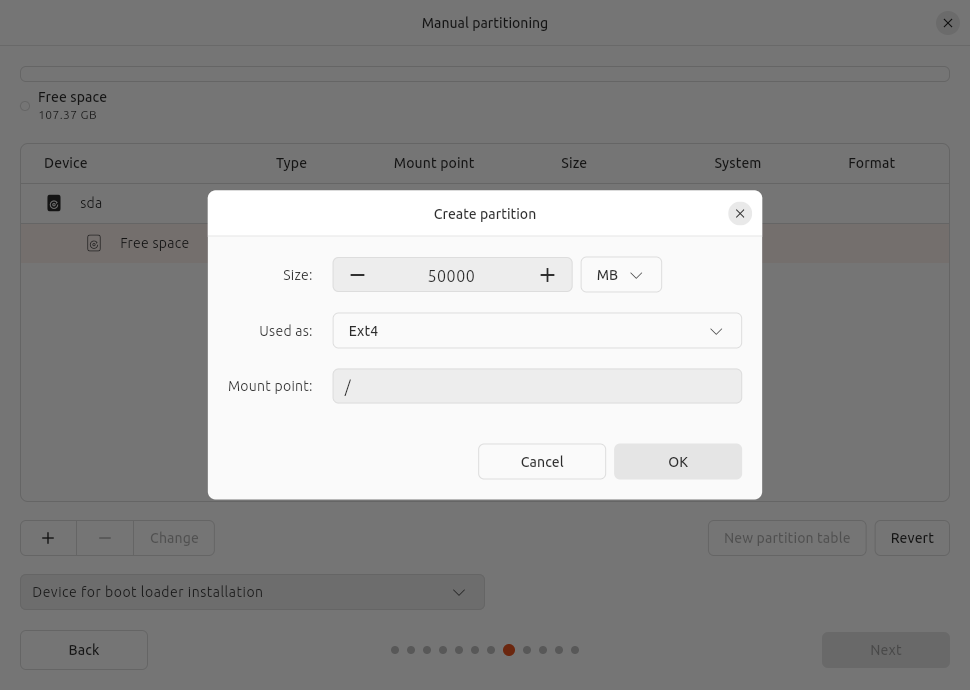 Manual partitioning
Free space
107.37 GB
Device Type Mount point Size System Format
sda
Free space
Create partition
Size: 50000 MB
Used as: Ext4
Mount point: /
Cancel OK
Change New partition table Revert
Device for boot loader installation
Back Next